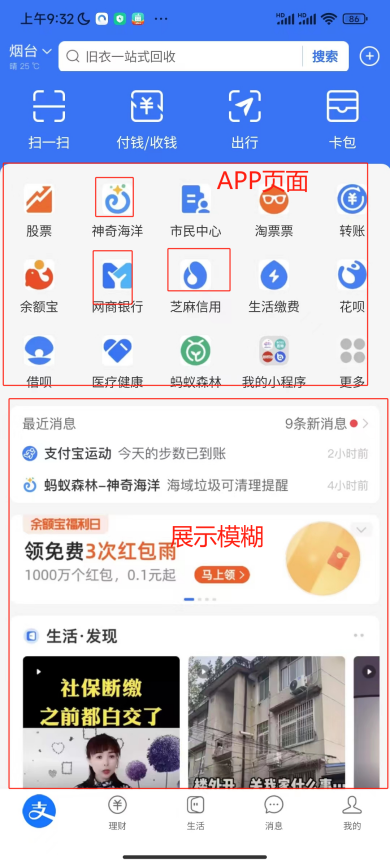 上午9:32
86
烟台
晴 25℃
旧衣一站式回收
搜索
扫一扫 付钱/收钱 出行 卡包
APP页面
股票 神奇海洋 市民中心 淘票票 转账
余额宝 网商银行 芝麻信用 生活缴费 花呗
借呗 医疗健康 蚂蚁森林 我的小程序 更多
最近消息 9条新消息
支付宝运动 今天的步数已到账 2小时前
蚂蚁森林-神奇海洋 海域垃圾可清理提醒 4小时前
余额宝福利日
展示模糊
领免费3次红包雨
1000万个红包，0.1元起 马上领
生活·发现
社保断缴
之前都白交了
支
理财 生活 消息 我的